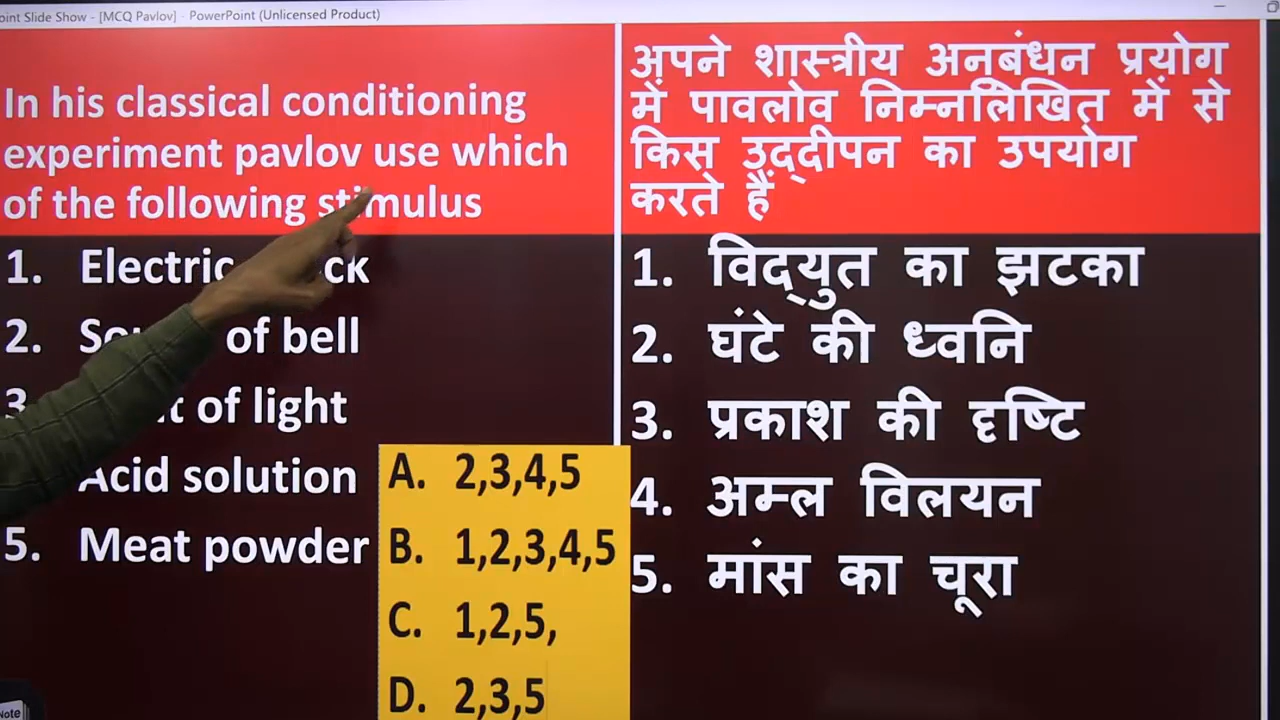 oint Slide Show - [MCQ Pavlov] - PowerPoint (Unlicensed Product)
In his classical conditioning
experiment pavlov use which
of the following stimulus
1. Electric
2. of bell
of light
Acid solution
5. Meat powder
A. 2,3,4,5
B. 1,2,3,4,5
C. 1,2,5,
D. 2,3,5
अपने शास्त्रीय अनुबंधन प्रयोग
में पावलोव निम्नलिखित में से
किस उद्दीपन का उपयोग
करते हैं
1. विद्युत का झटका
2. घंटे की ध्वनि
3. प्रकाश की दृष्टि
4. अम्ल विलयन
5. मांस का चूरा
Note